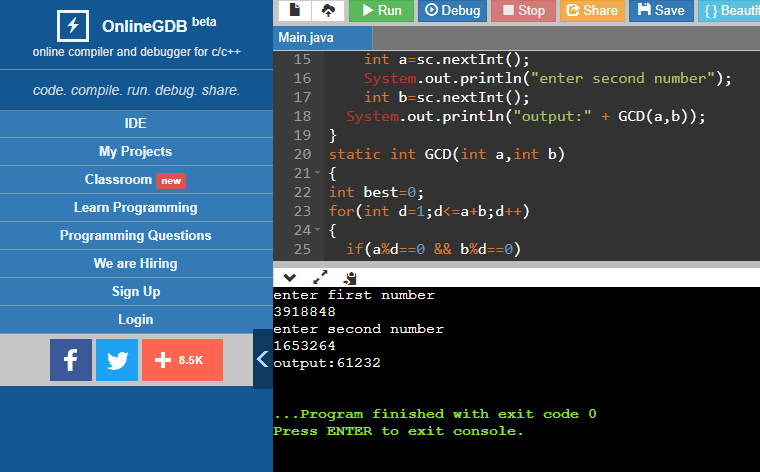 OnlineGDB beta
online compiler and debugger for c/c++
code. compile. run. debug. share.
IDE
My Projects
Classroom new
Learn Programming
Programming Questions
We are Hiring
Sign Up
Login
8.5K
Run Debug Stop Share Save { } Beautif
Main.java
15 int a=sc.nextInt();
16 System.out.println("enter second number");
17 int b=sc.nextInt();
18 System.out.println("output:" + GCD(a,b));
19 }
20 static int GCD(int a,int b)
21 {
22 int best=0;
23 for(int d=1;d<=a+b;d++)
24 {
25 if(a%d==0 && b%d==0)
enter first number
3918848
enter second number
1653264
output:61232
...Program finished with exit code 0
Press ENTER to exit console.